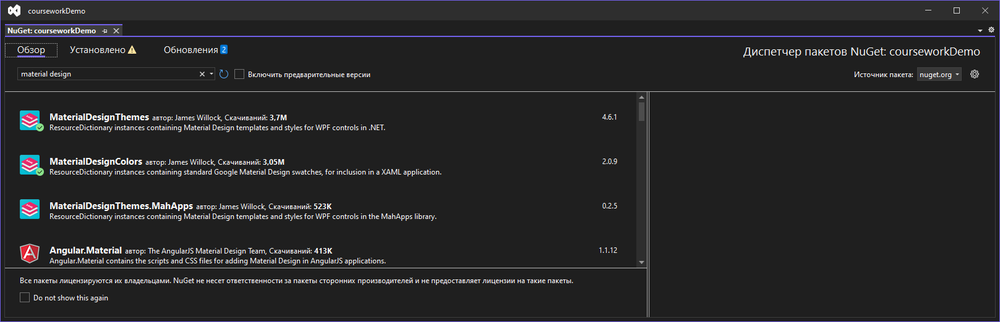 courseworkDemo
NuGet: courseworkDemo
Обзор Установлено Обновления 2
Диспетчер пакетов NuGet: courseworkDemo
material design Включить предварительные версии Источник пакета: nuget.org
MaterialDesignThemes автор: James Willock, Скачиваний: 3,7M 4.6.1
ResourceDictionary instances containing Material Design templates and styles for WPF controls in .NET.
MaterialDesignColors автор: James Willock, Скачиваний: 3,05M 2.0.9
ResourceDictionary instances containing standard Google Material Design swatches, for inclusion in a XAML application.
MaterialDesignThemes.MahApps автор: James Willock, Скачиваний: 523K 0.2.5
ResourceDictionary instances containing Material Design templates and styles for WPF controls in the MahApps library.
Angular.Material автор: The AngularJS Material Design Team, Скачиваний: 413K 1.1.12
Angular.Material contains the scripts and CSS files for adding Material Design in AngularJS applications.
Все пакеты лицензируются их владельцами. NuGet не несет ответственности за пакеты сторонних производителей и не предоставляет лицензии на такие пакеты.
Do not show this again